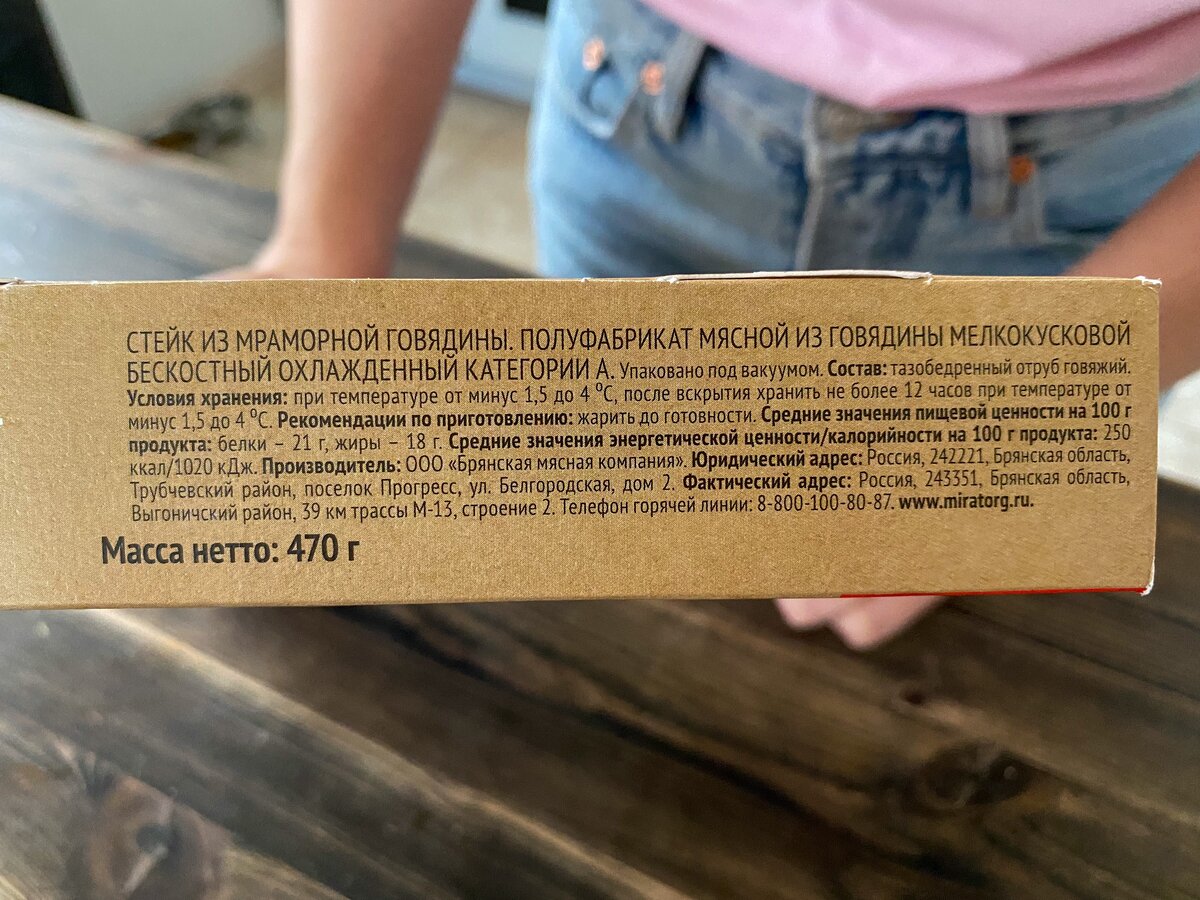 СТЕЙК ИЗ МРАМОРНОЙ ГОВЯДИНЫ. ПОЛУФАБРИКАТ МЯСНОЙ ИЗ ГОВЯДИНЫ МЕЛКОКУСКОВОЙ
БЕСКОСТНЫЙ ОХЛАЖДЕННЫЙ КАТЕГОРИИ А. Упаковано под вакуумом. Состав: тазобедренный отруб говяжий.
Условия хранения: при температуре от минус 1,5 до 4 °С, после вскрытия хранить не более 12 часов при температуре от
минус 1,5 до 4 °С. Рекомендации по приготовлению: жарить до готовности. Средние значения пищевой ценности на 100 г
продукта: белки – 21 г, жиры – 18 г. Средние значения энергетической ценности/калорийности на 100 г продукта: 250
ккал/1020 кДж. Производитель: ООО «Брянская мясная компания». Юридический адрес: Россия, 242221, Брянская область,
Трубчевский район, поселок Прогресс, ул. Белгородская, дом 2. Фактический адрес: Россия, 243351, Брянская область,
Выгоничский район, 39 км трассы М-13, строение 2. Телефон горячей линии: 8-800-100-80-87. www.miratorg.ru.
Масса нетто: 470 г